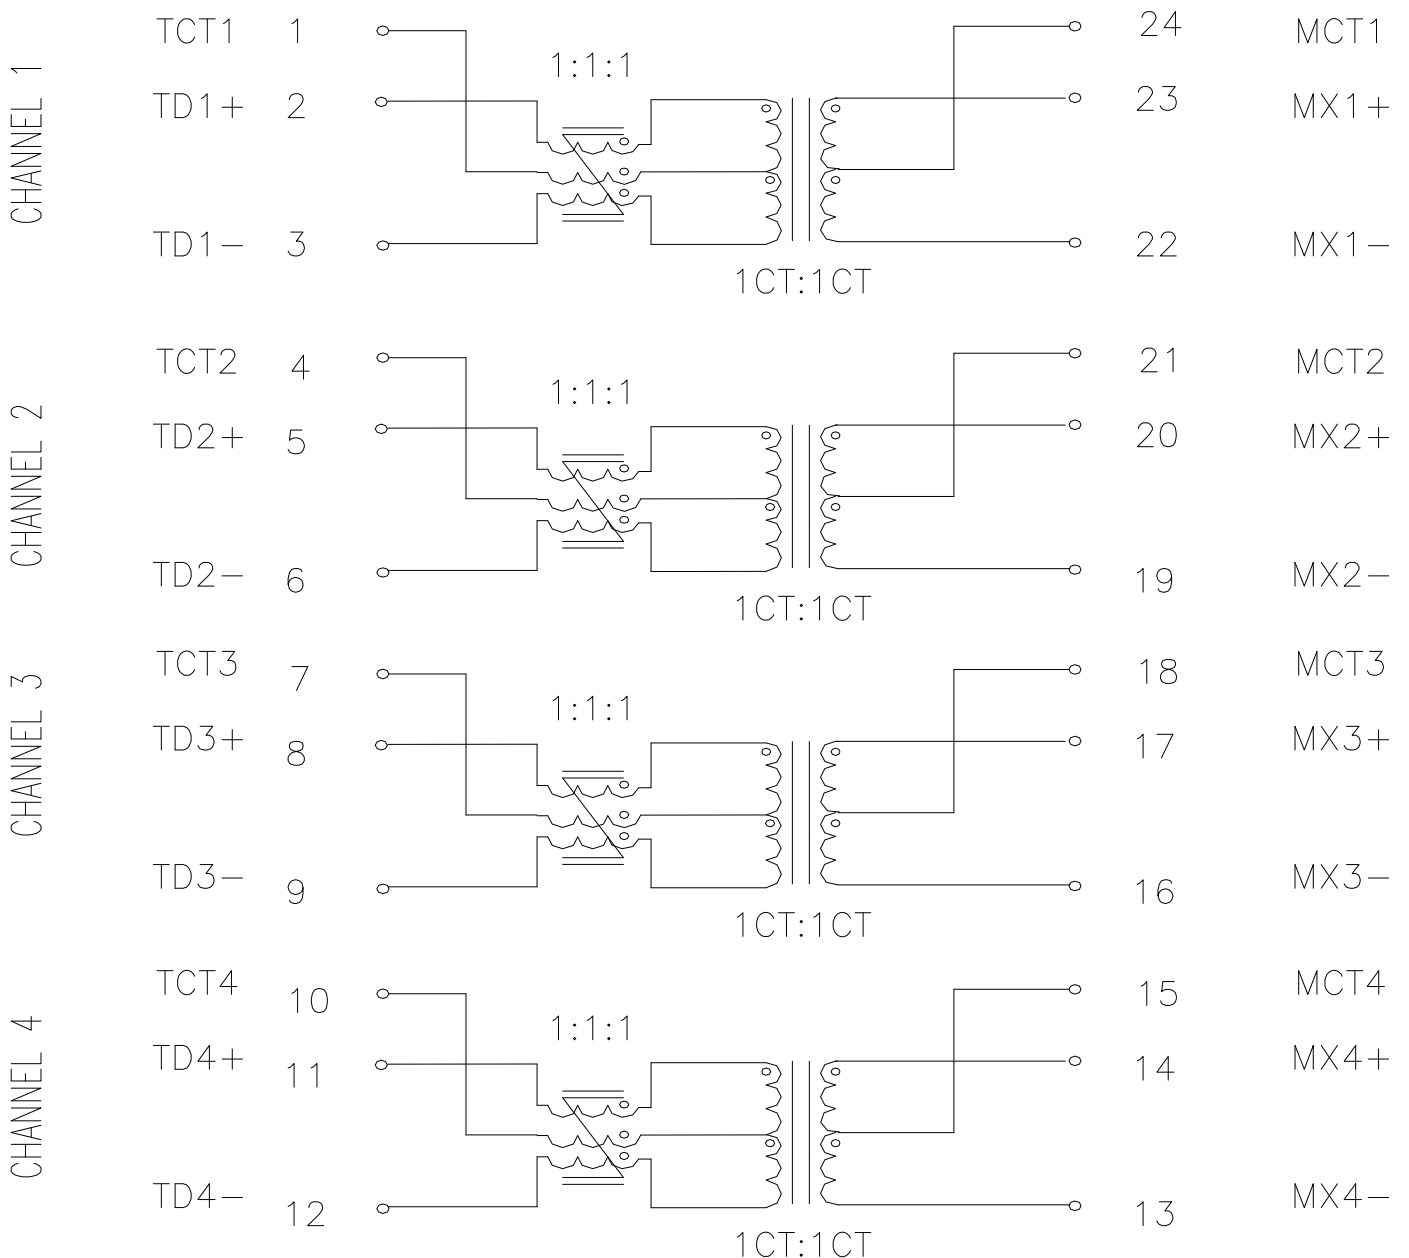 CHANNEL 1
TCT1 1 24 MCT1
1:1:1
TD1+ 2 23 MX1+
TD1- 3 22 MX1-
1CT:1CT
CHANNEL 2
TCT2 4 21 MCT2
1:1:1
TD2+ 5 20 MX2+
TD2- 6 19 MX2-
1CT:1CT
CHANNEL 3
TCT3 7 18 MCT3
1:1:1
TD3+ 8 17 MX3+
TD3- 9 16 MX3-
1CT:1CT
CHANNEL 4
TCT4 10 15 MCT4
1:1:1
TD4+ 11 14 MX4+
TD4- 12 13 MX4-
1CT:1CT